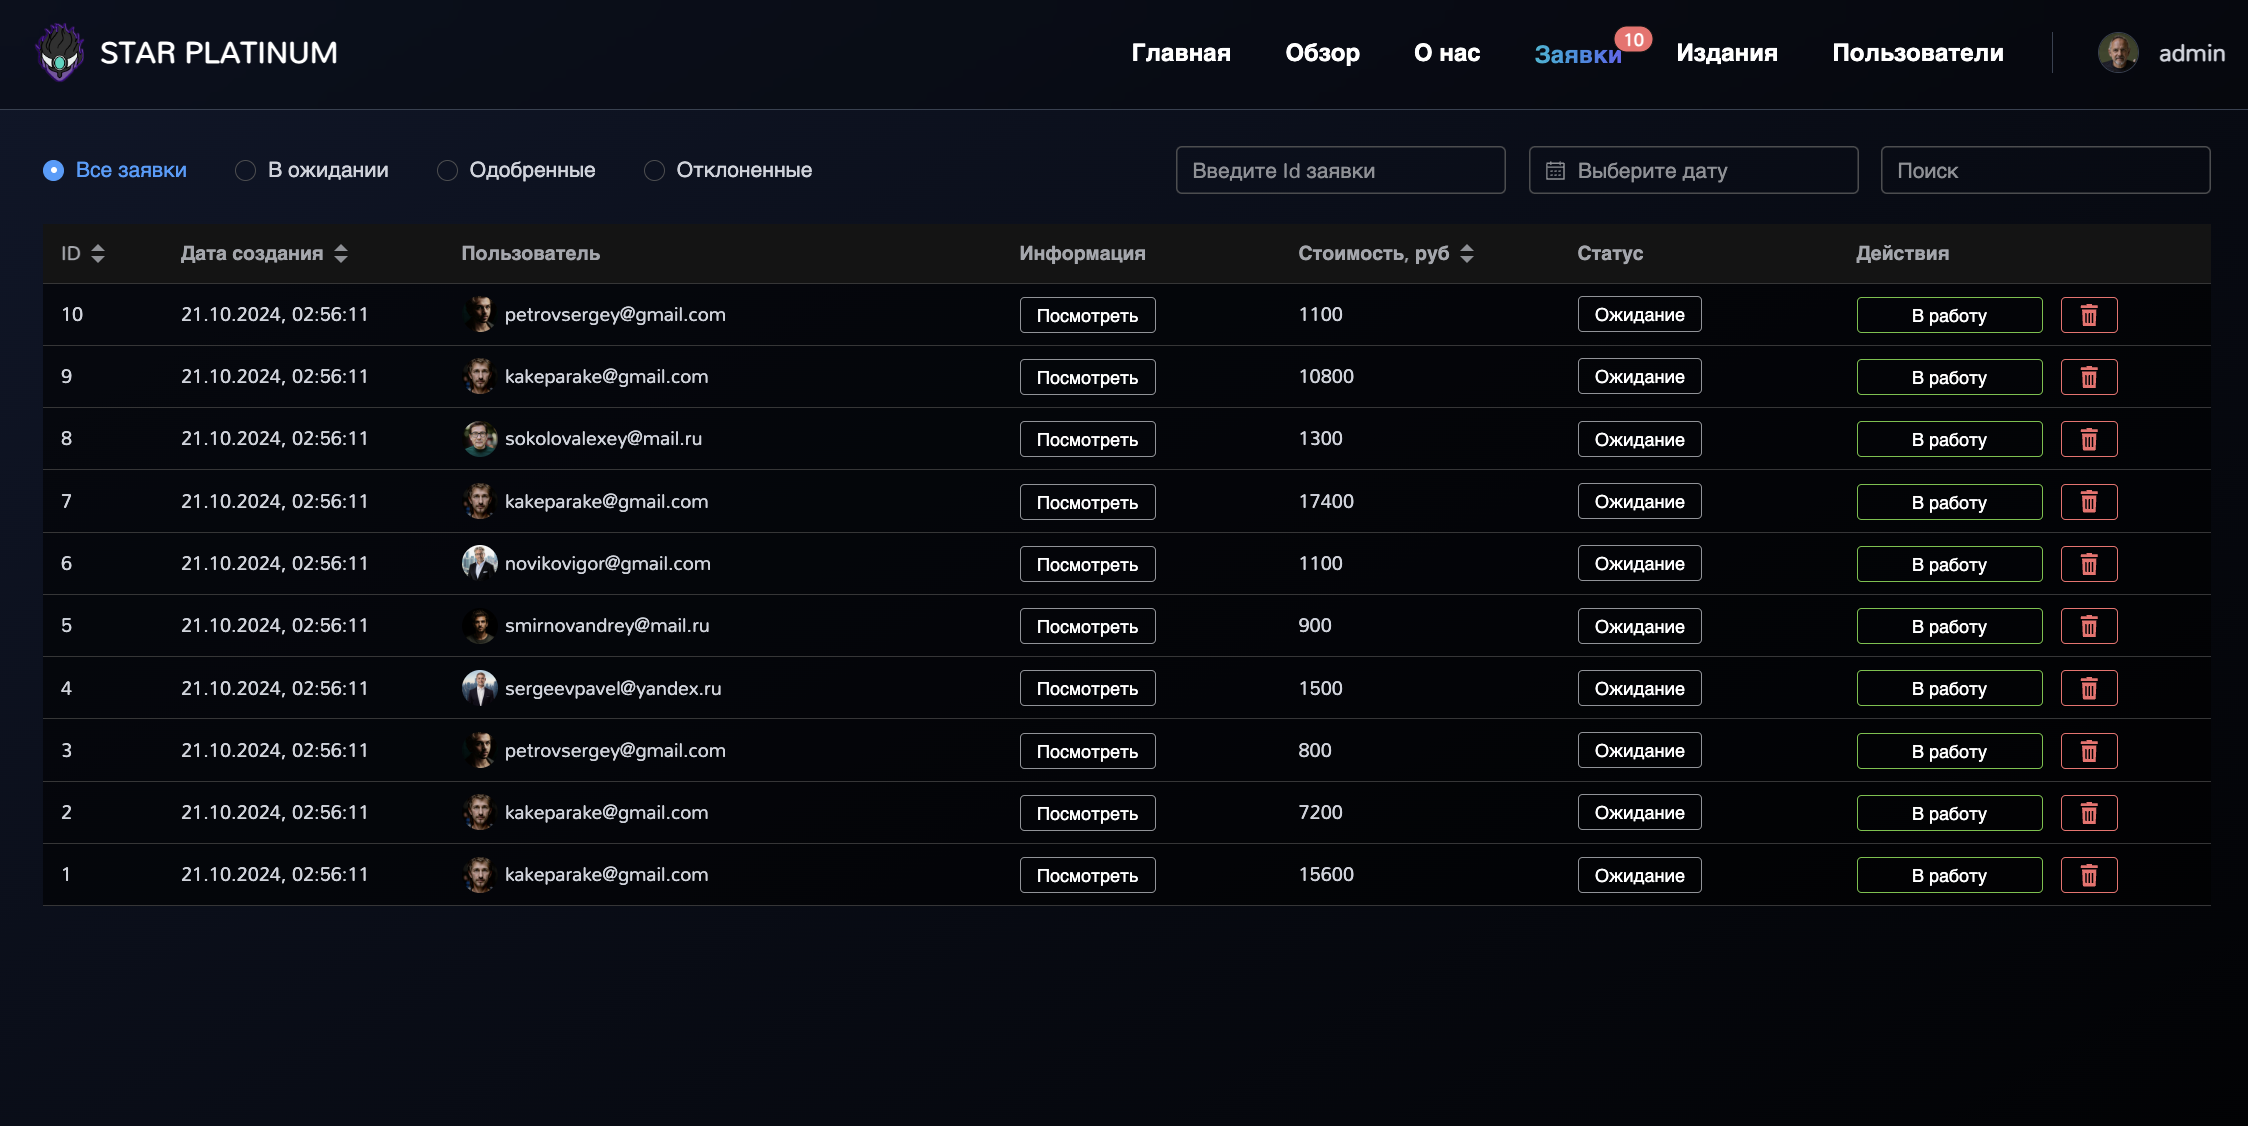 STAR PLATINUM Главная Обзор О нас Заявки 10 Издания Пользователи admin
Все заявки В ожидании Одобренные Отклоненные Введите Id заявки Выберите дату Поиск
ID Дата создания Пользователь Информация Стоимость, руб Статус Действия
10 21.10.2024, 02:56:11 petrovsergey@gmail.com Посмотреть 1100 Ожидание В работу
9 21.10.2024, 02:56:11 kakeparake@gmail.com Посмотреть 10800 Ожидание В работу
8 21.10.2024, 02:56:11 sokolovalexey@mail.ru Посмотреть 1300 Ожидание В работу
7 21.10.2024, 02:56:11 kakeparake@gmail.com Посмотреть 17400 Ожидание В работу
6 21.10.2024, 02:56:11 novikovigor@gmail.com Посмотреть 1100 Ожидание В работу
5 21.10.2024, 02:56:11 smirnovandrey@mail.ru Посмотреть 900 Ожидание В работу
4 21.10.2024, 02:56:11 sergeevpavel@yandex.ru Посмотреть 1500 Ожидание В работу
3 21.10.2024, 02:56:11 petrovsergey@gmail.com Посмотреть 800 Ожидание В работу
2 21.10.2024, 02:56:11 kakeparake@gmail.com Посмотреть 7200 Ожидание В работу
1 21.10.2024, 02:56:11 kakeparake@gmail.com Посмотреть 15600 Ожидание В работу